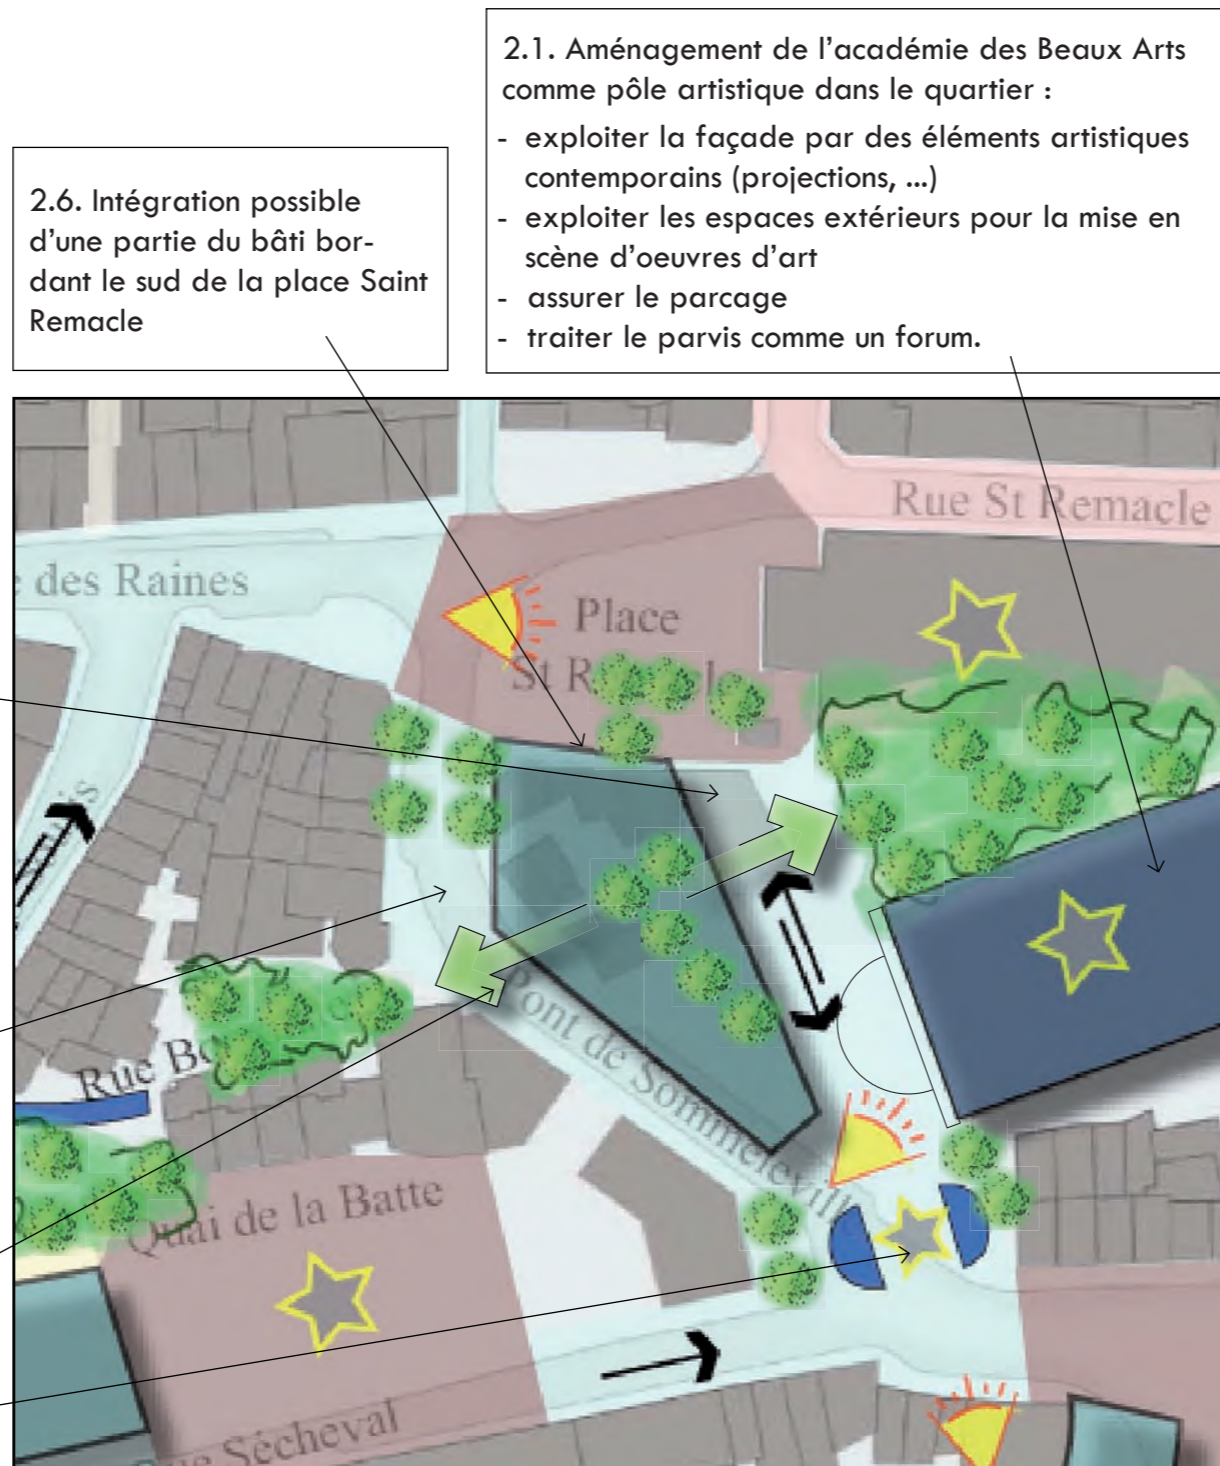 2.1. Aménagement de l'académie des Beaux Arts
comme pôle artistique dans le quartier :
- exploiter la façade par des éléments artistiques
contemporains (projections, ...)
- exploiter les espaces extérieurs pour la mise en
scène d'oeuvres d'art
- assurer le parcage
- traiter le parvis comme un forum.
2.6. Intégration possible
d'une partie du bâti bor-
dant le sud de la place Saint
Remacle
Rue St Remacle
des Raines
Place
St
Pont de Sommeleville
Rue
Quai de la Batte
Sécheval